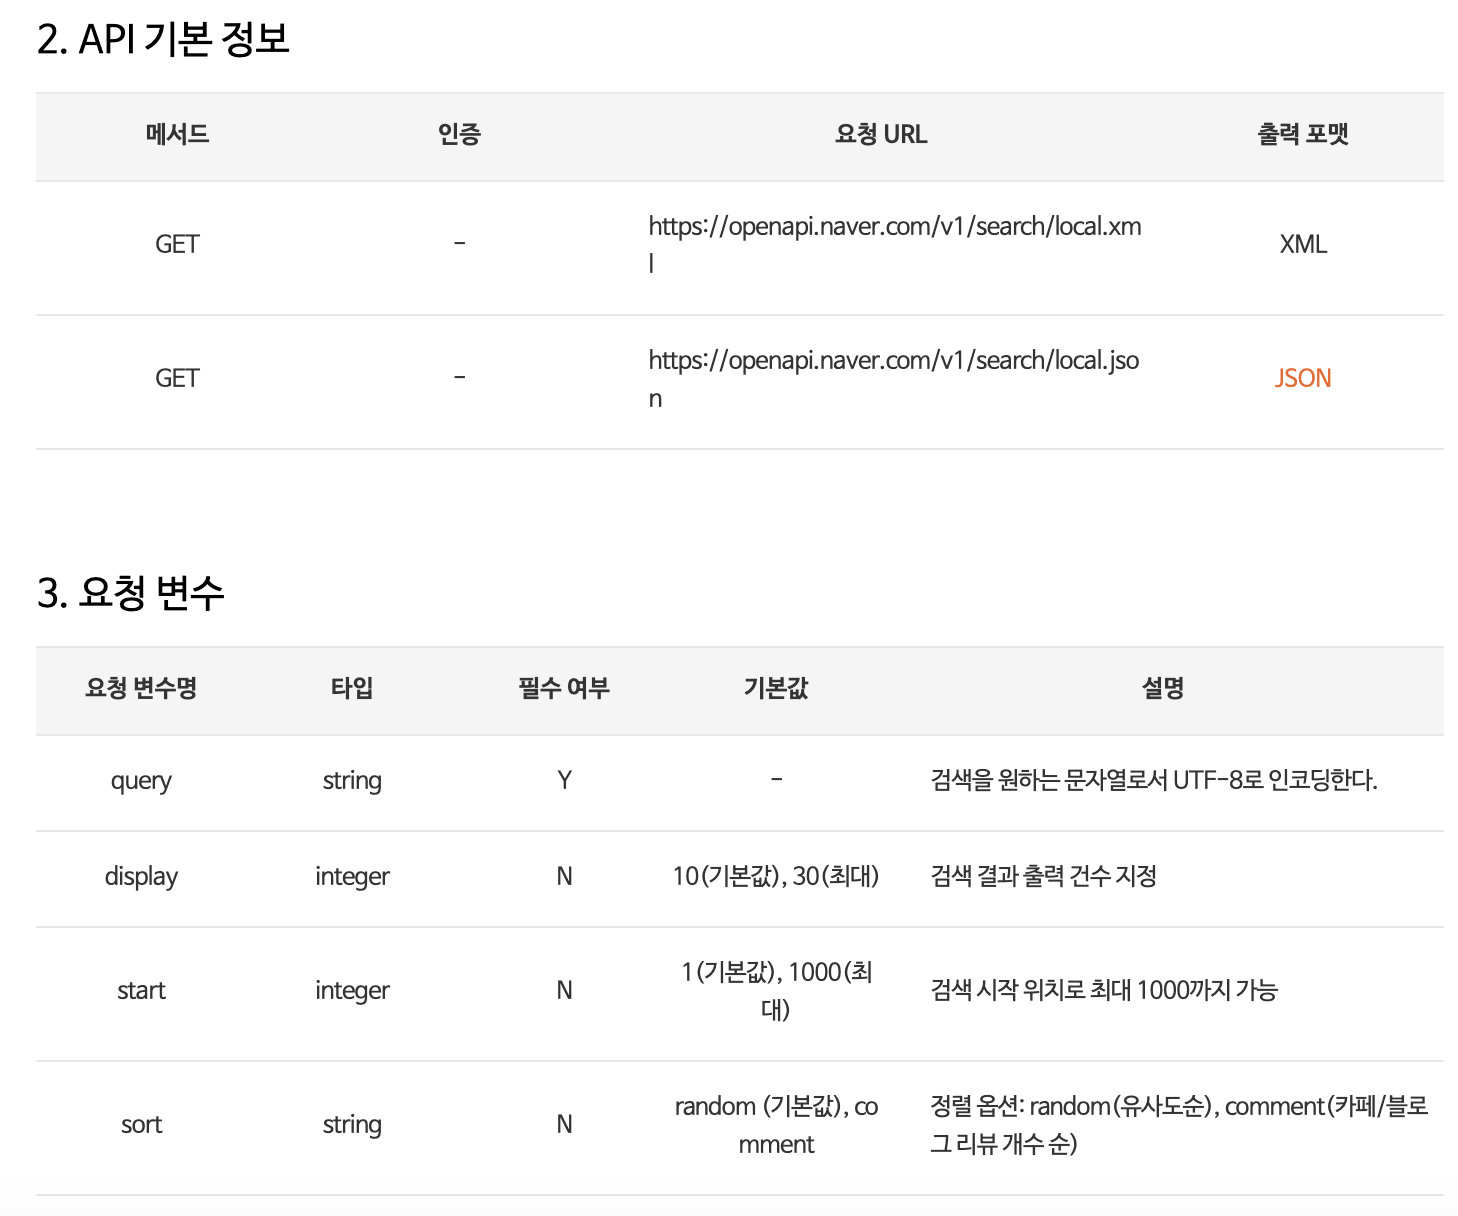 2. API 기본 정보
메서드 인증 요청 URL 출력 포맷
GET - https://openapi.naver.com/v1/search/local.xm
l XML
GET - https://openapi.naver.com/v1/search/local.jso
n JSON
3. 요청 변수
요청 변수명 타입 필수 여부 기본값 설명
query string Y - 검색을 원하는 문자열로서 UTF-8로 인코딩한다.
display integer N 10(기본값), 30(최대) 검색 결과 출력 건수 지정
start integer N 1(기본값), 1000(최
대) 검색 시작 위치로 최대 1000까지 가능
sort string N random (기본값), co
mment 정렬 옵션: random(유사도순), comment(카페/블로
그 리뷰 개수 순)